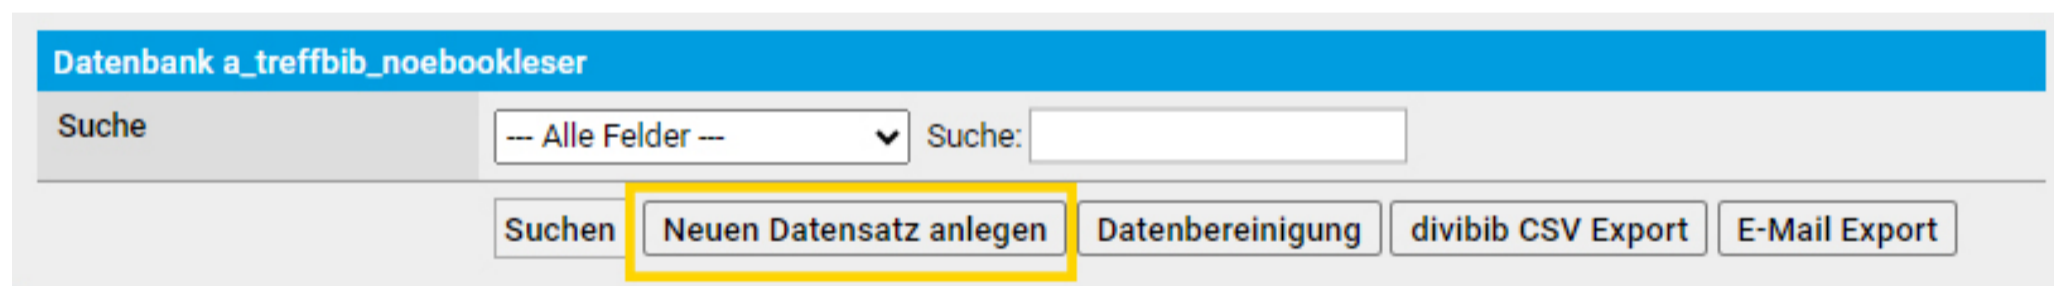 Datenbank a_treffbib_noebookleser
Suche --- Alle Felder --- Suche:
Suchen Neuen Datensatz anlegen Datenbereinigung divibib CSV Export E-Mail Export